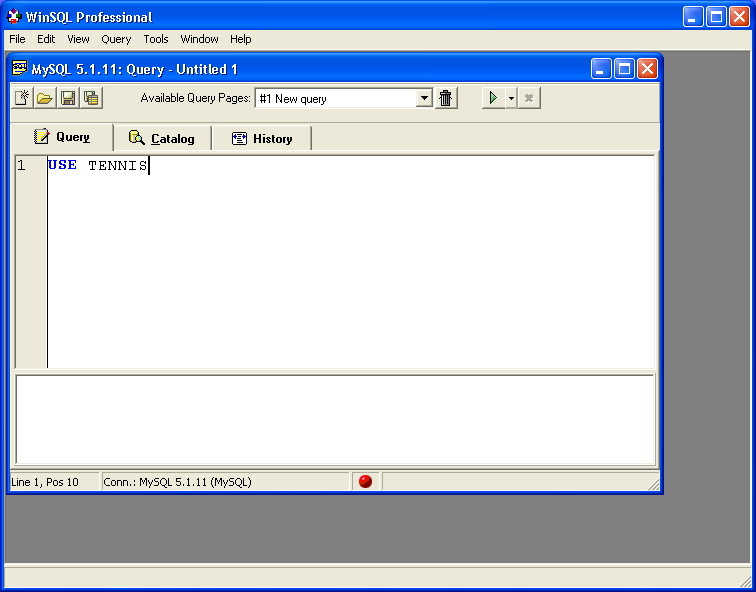 WinSQL Professional
File Edit View Query Tools Window Help
MySQL 5.1.11: Query - Untitled 1
Available Query Pages: #1 New query
Query Catalog History
1 USE TENNIS
Line 1, Pos 10 Conn.: MySQL 5.1.11 (MySQL)